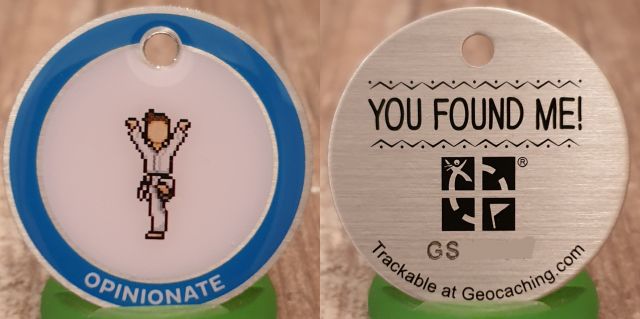 OPINIONATE
YOU FOUND ME!
®
GS
Trackable at Geocaching.com